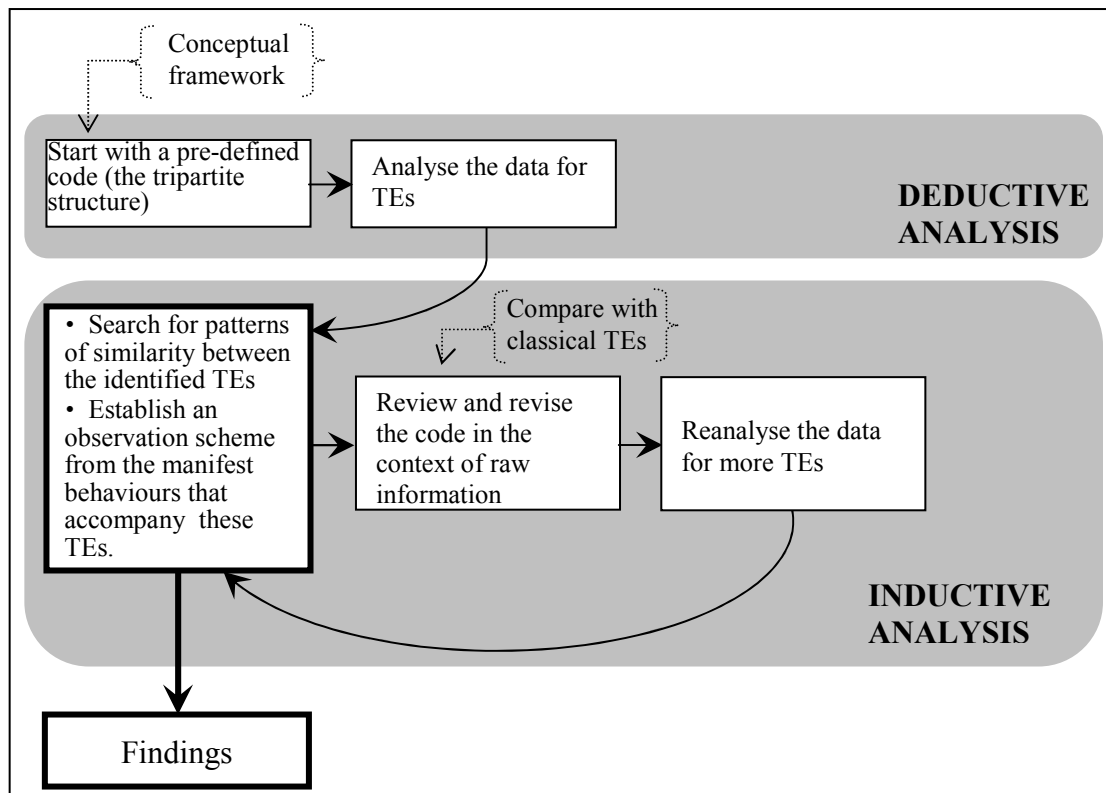 Conceptual
framework
Start with a pre-defined
code (the tripartite
structure)
Analyse the data for
TEs
DEDUCTIVE
ANALYSIS
• Search for patterns
of similarity between
the identified TEs
• Establish an
observation scheme
from the manifest
behaviours that
accompany these
TEs.
Compare with
classical TEs
Review and revise
the code in the
context of raw
information
Reanalyse the data
for more TEs
INDUCTIVE
ANALYSIS
Findings